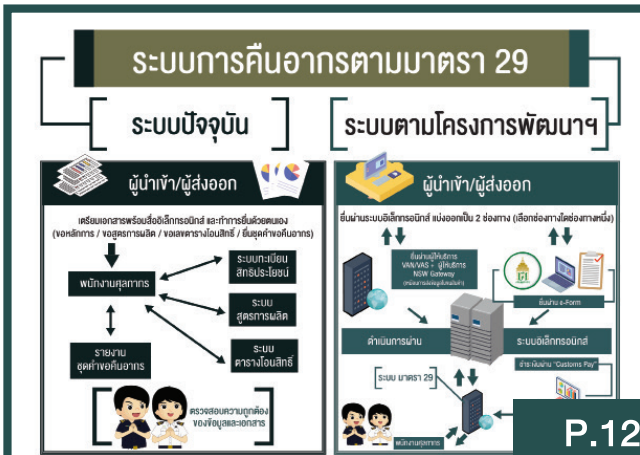 ระบบการคืนอากรตามมาตรา 29
ระบบปัจจุบัน
ผู้นำเข้า/ผู้ส่งออก
เตรียมเอกสารพร้อมสื่ออิเล็กทรอนิกส์ และทำการยื่นด้วยตนเอง
(ขอหลักการ / ขอสูตรการผลิต / ขอเลขตารางโอนสิทธิ์ / ยื่นชุดคำขอคืนอากร)
พนักงานศุลกากร
ระบบทะเบียน
สิทธิประโยชน์
ระบบ
สูตรการผลิต
ระบบ
ตารางโอนสิทธิ์
รายงาน
ชุดคำขอคืนอากร
ตรวจสอบความถูกต้อง
ของข้อมูลและเอกสาร
ระบบตามโครงการพัฒนาฯ
ผู้นำเข้า/ผู้ส่งออก
ยื่นผ่านระบบอิเล็กทรอนิกส์ แบ่งออกเป็น 2 ช่องทาง (เลือกช่องทางใดช่องทางหนึ่ง)
ยื่นผ่านผู้ให้บริการ
VAN/VAS + ผู้ให้บริการ
NSW Gateway
ยื่นผ่าน e-Form
ดำเนินการผ่าน
ระบบอิเล็กทรอนิกส์
ชำระเงินผ่าน "Customs Pay"
ระบบ มาตรา 29
พนักงานศุลกากร
P.12